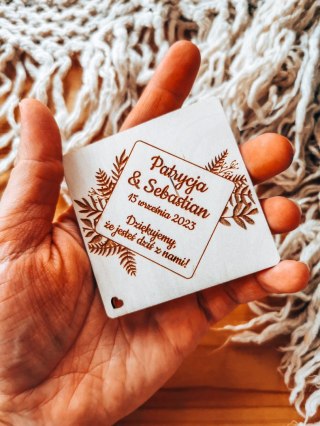 Patrycja
& Sebastian
15 września 2023
Dziękujemy,
że jesteś dziś z nami!